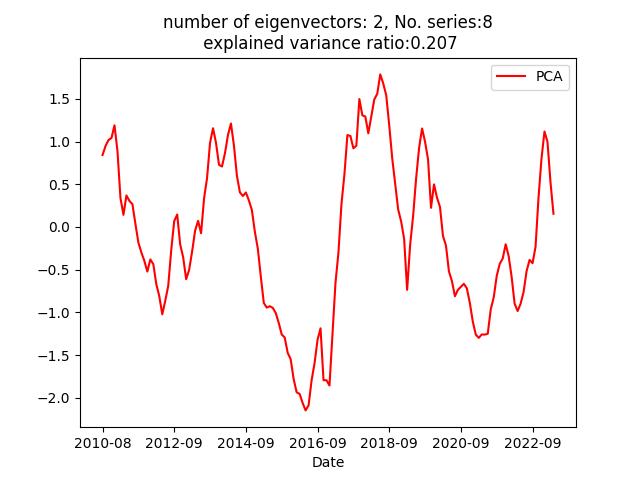 number of eigenvectors: 2, No. series:8
explained variance ratio:0.207
PCA
1.5
1.0
0.5
0.0
−0.5
−1.0
−1.5
−2.0
2010-08 2012-09 2014-09 2016-09 2018-09 2020-09 2022-09
Date